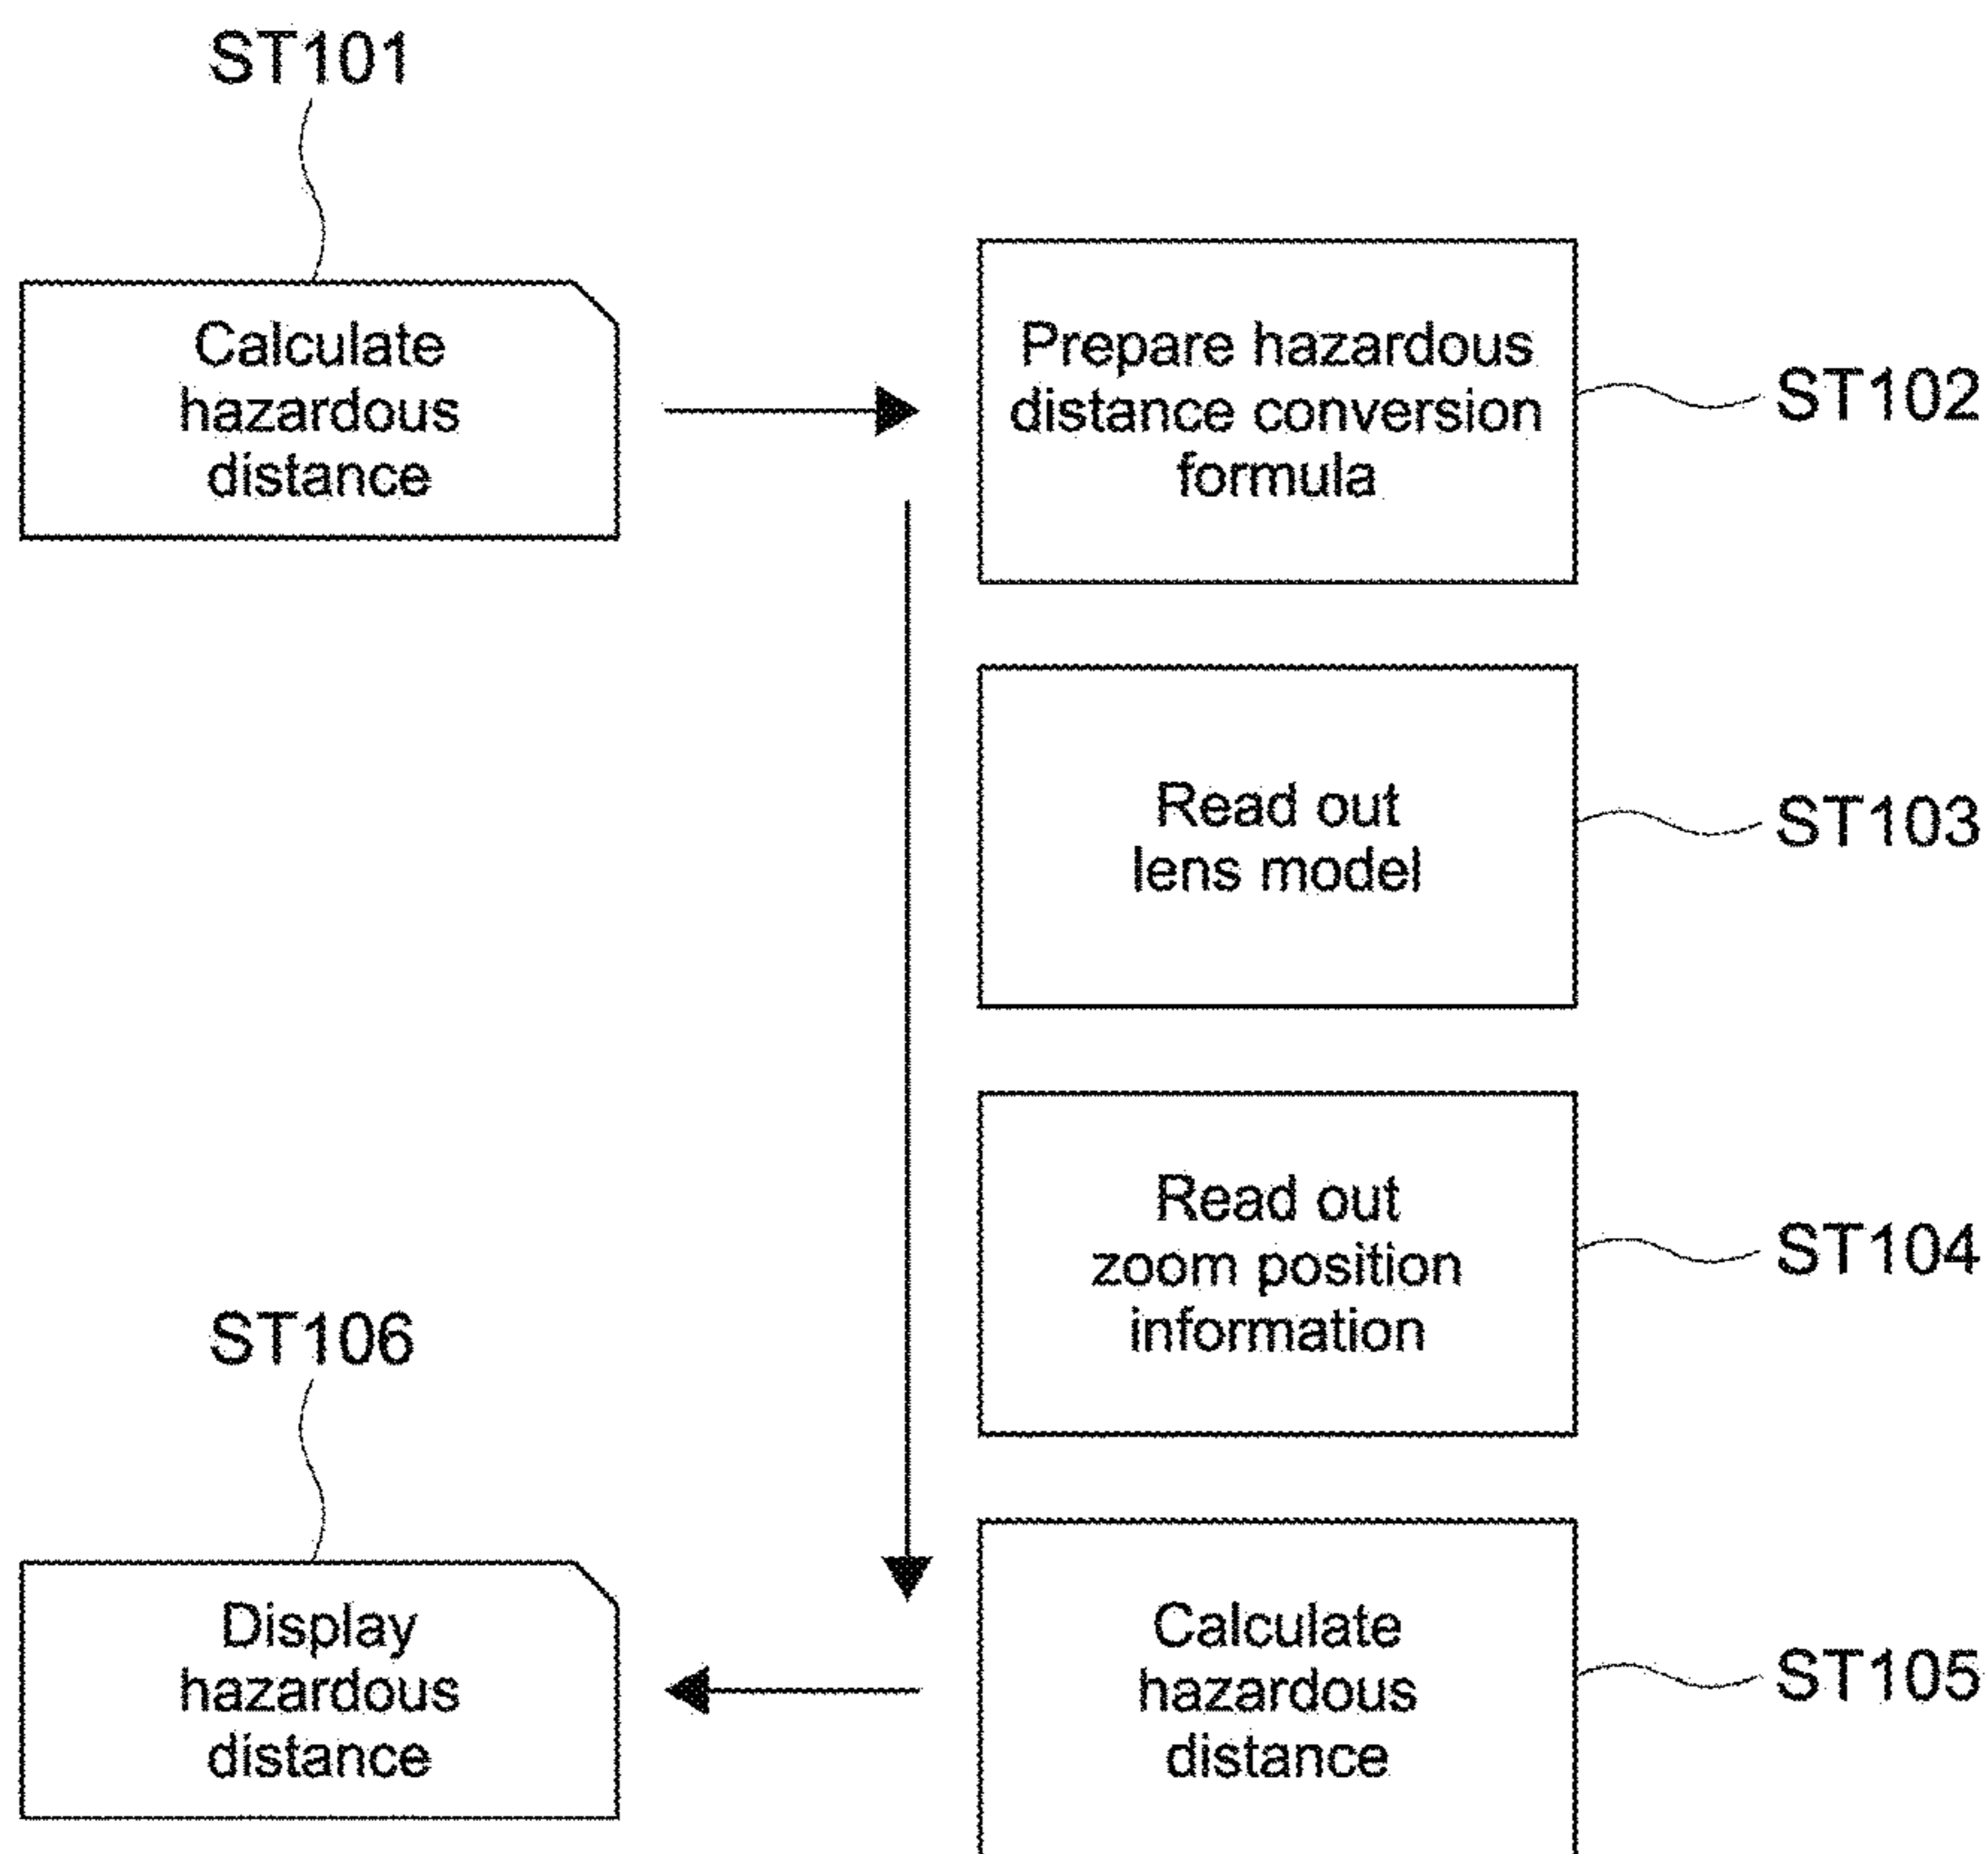 ST101
Calculate
hazardous
distance
Prepare hazardous
distance conversion
formula
ST102
Read out
lens model
ST103
Read out
zoom position
information
ST104
ST106
Display
hazardous
distance
Calculate
hazardous
distance
ST105